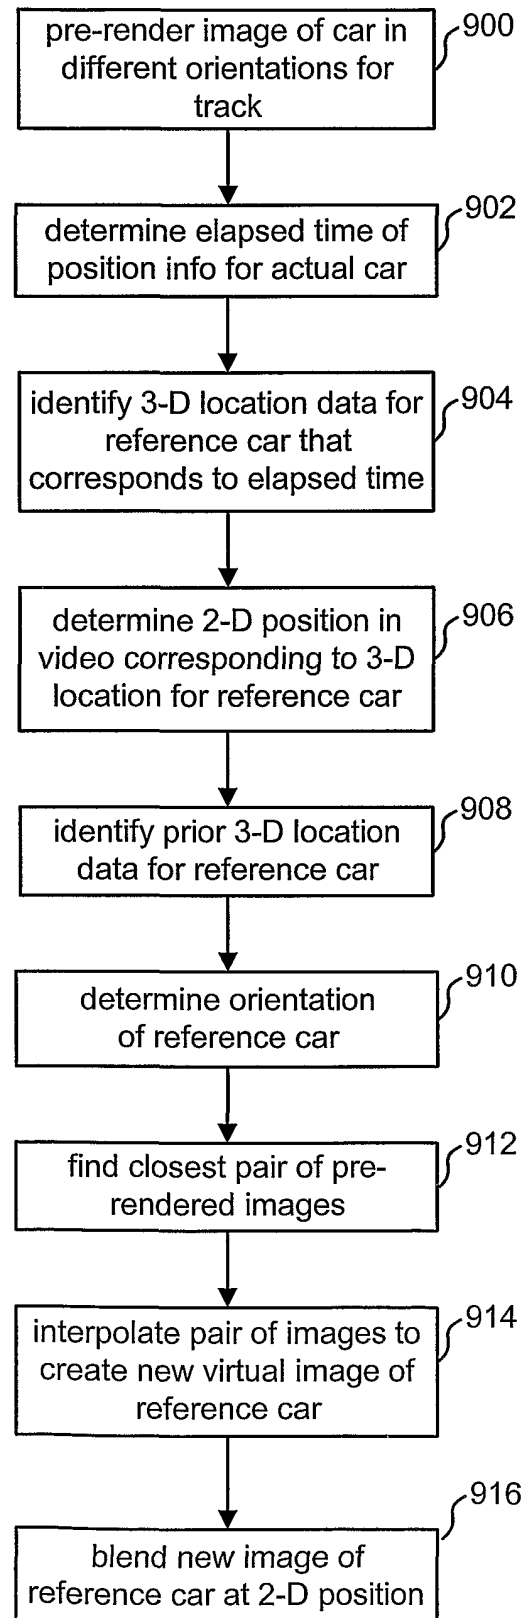 pre-render image of car in
different orientations for
track
900
determine elapsed time of
position info for actual car
902
identify 3-D location data for
reference car that
corresponds to elapsed time
904
determine 2-D position in
video corresponding to 3-D
location for reference car
906
identify prior 3-D location
data for reference car
908
determine orientation
of reference car
910
find closest pair of pre-
rendered images
912
interpolate pair of images to
create new virtual image of
reference car
914
blend new image of
reference car at 2-D position
916